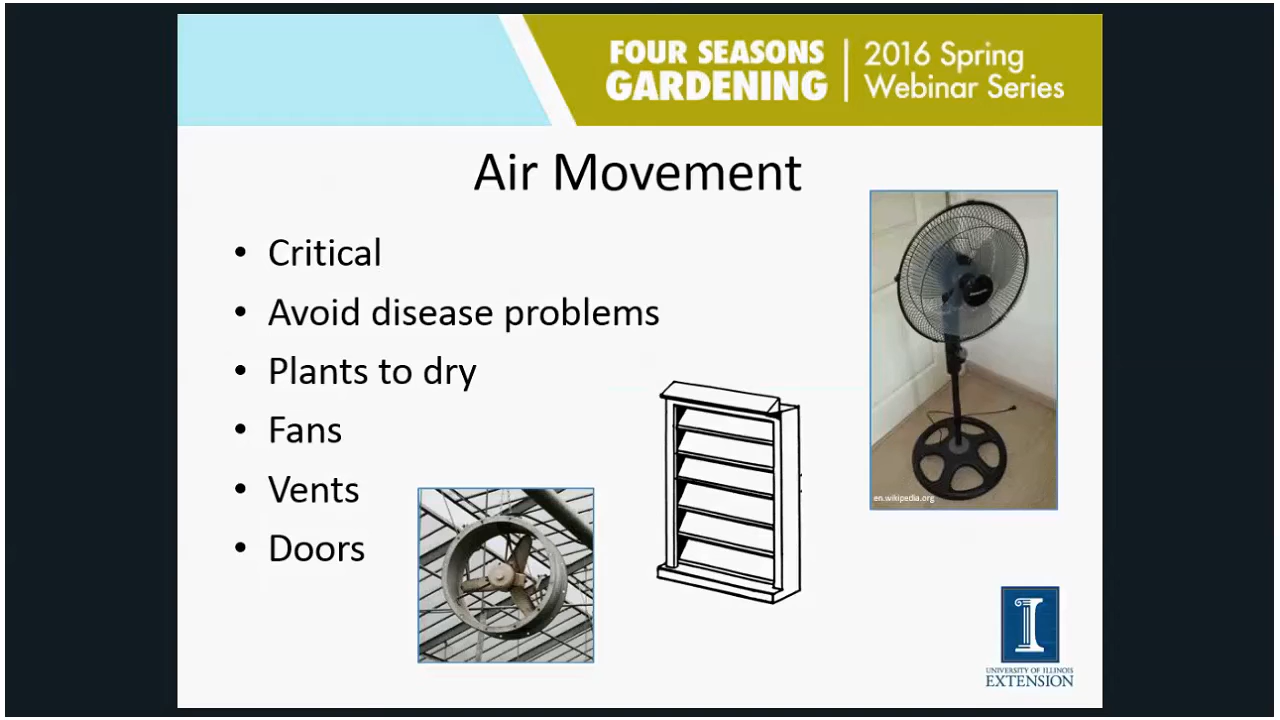 FOUR SEASONS
GARDENING
2016 Spring
Webinar Series
Air Movement
• Critical
• Avoid disease problems
• Plants to dry
• Fans
• Vents
• Doors
en.wikipedia.org
I
UNIVERSITY OF ILLINOIS
EXTENSION